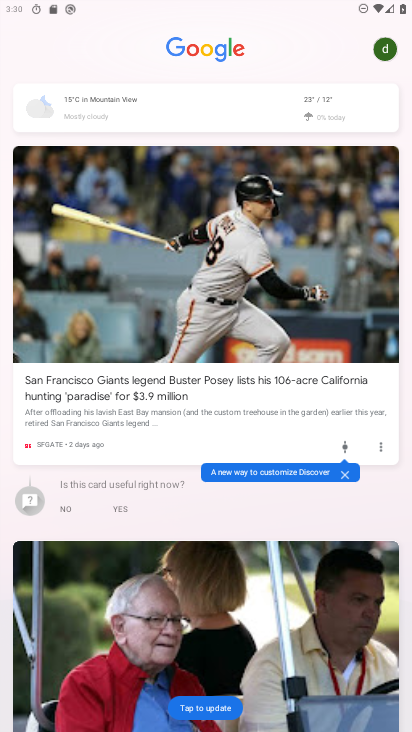 3:30
Google
d
15°C in Mountain View
23° / 12°
Mostly cloudy
0% today
San Francisco Giants legend Buster Posey lists his 106-acre California
hunting 'paradise' for $3.9 million
After offloading his lavish East Bay mansion (and the custom treehouse in the garden) earlier this year,
retired San Francisco Giants legend ...
SFGATE • 2 days ago
A new way to customize Discover
Is this card useful right now?
NO YES
Tap to update